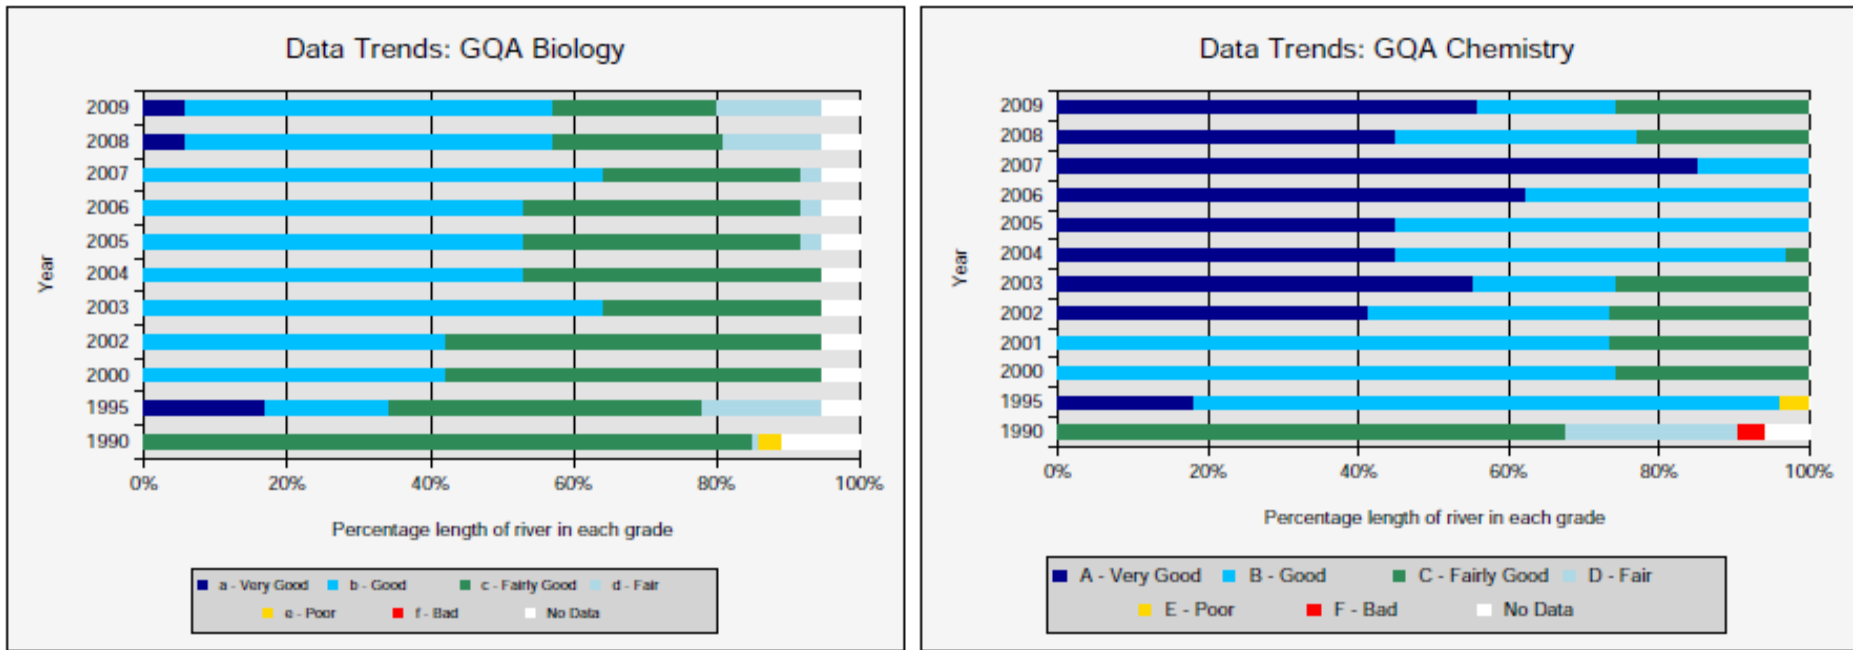 Data Trends: GQA Biology
2009
2008
2007
2006
2005
2004
2003
2002
2000
1995
1990
Year
0% 20% 40% 60% 80% 100%
Percentage length of river in each grade
a - Very Good b - Good c - Fairly Good d - Fair
e - Poor f - Bad No Data
Data Trends: GQA Chemistry
2009
2008
2007
2006
2005
2004
2003
2002
2001
2000
1995
1990
Year
0% 20% 40% 60% 80% 100%
Percentage length of river in each grade
A - Very Good B - Good C - Fairly Good D - Fair
E - Poor F - Bad No Data